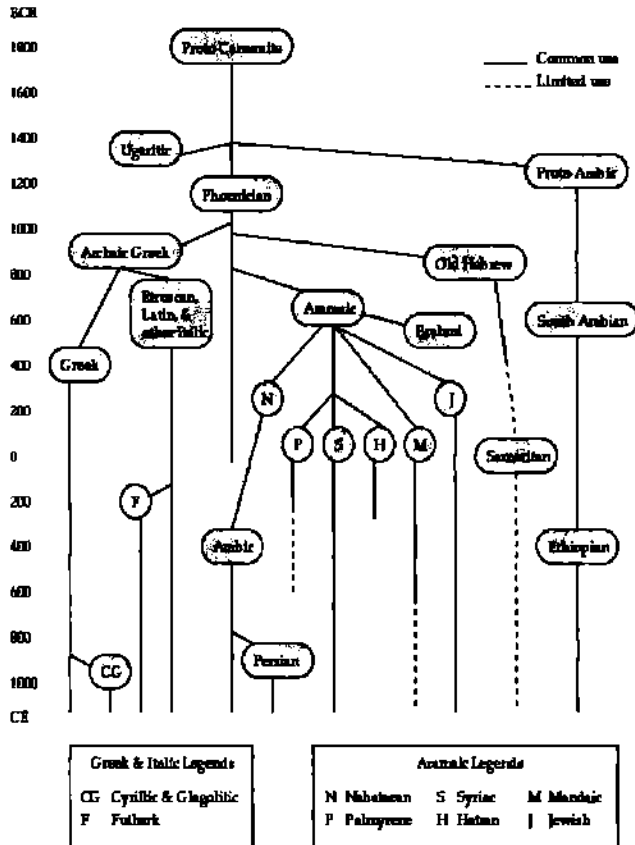 BCE
1800
1600
1400
1200
1000
800
600
400
200
0
200
400
600
800
1000
CE
Proto-Canaanite
Common use
Limited use
Ugaritic
Proto-Arabic
Phoenician
Archaic Greek
Old Hebrew
Etruscan,
Latin, &
other Italic
Aramaic
Brahmi
South Arabian
Greek
N
J
P
S
H
M
Samaritan
F
Arabic
Ethiopian
CG
Persian
Greek & Italic Legends
CG Cyrillic & Glagolitic
F Futhark
Aramaic Legends
N Nabataean S Syriac M Mandaic
P Palmyrene H Hatran J Jewish